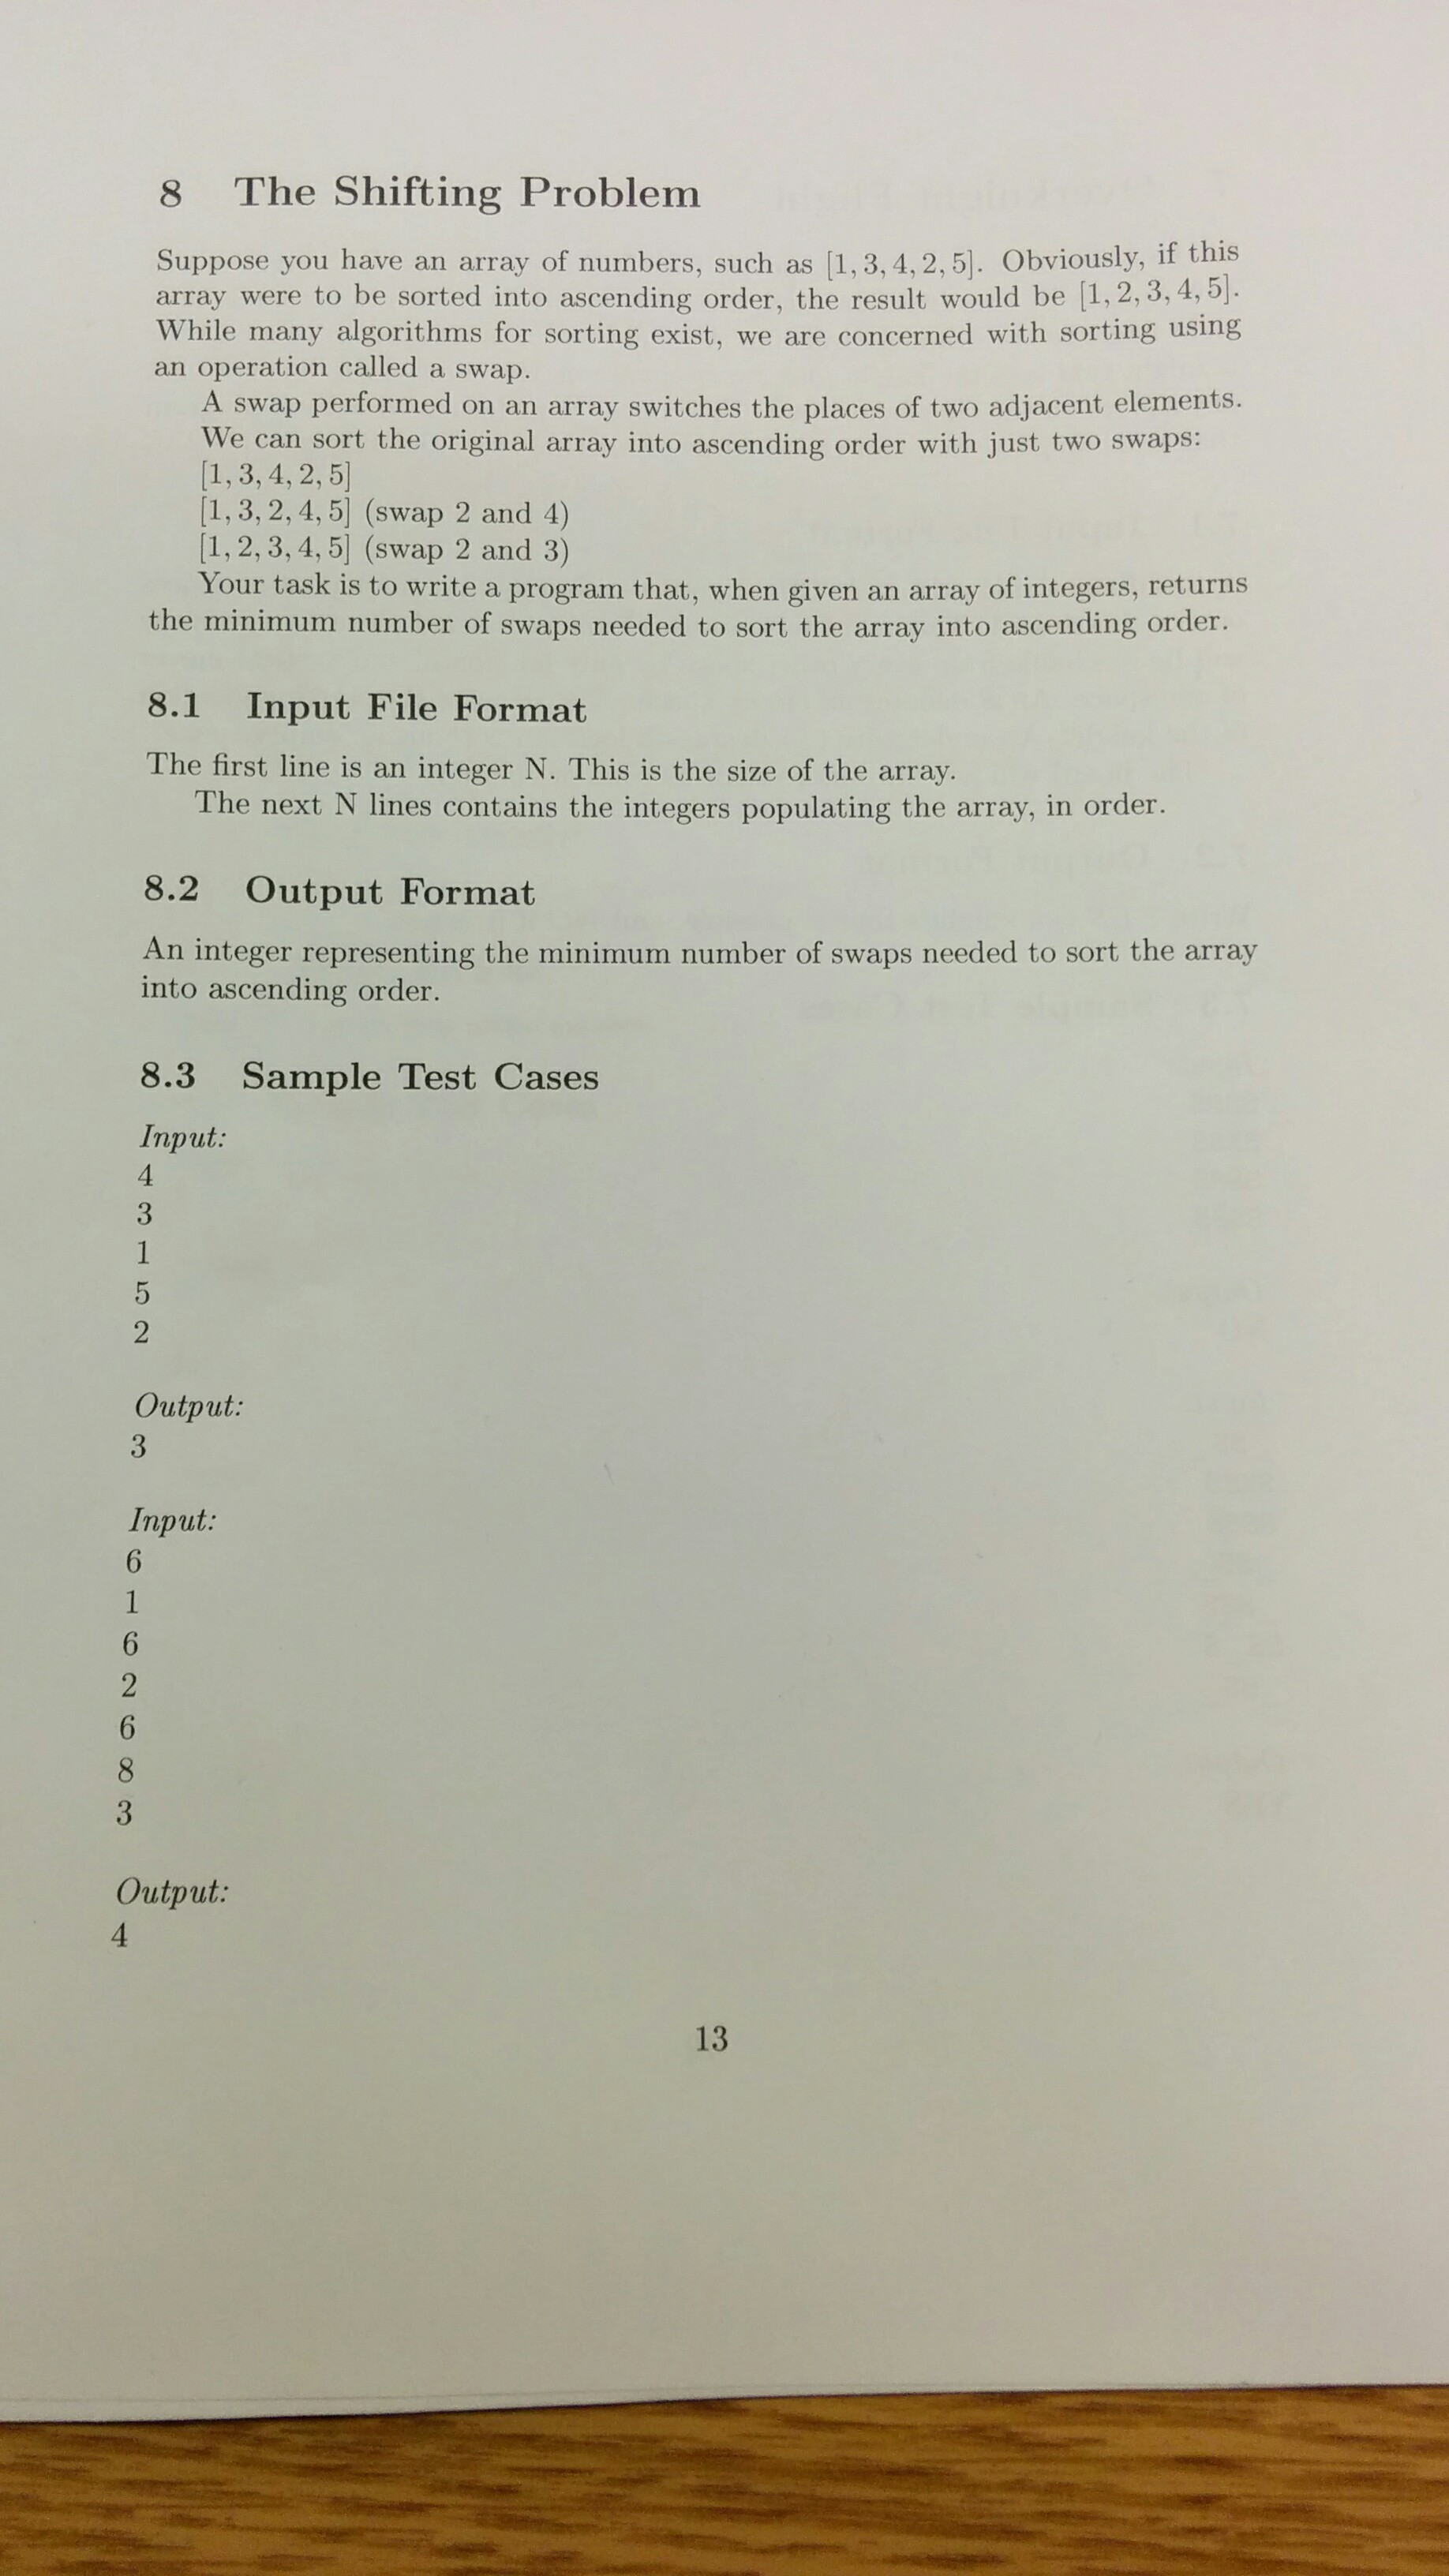 8 The Shifting Problem
Suppose you have an array of numbers, such as [1, 3, 4, 2, 5]. Obviously, if this
array were to be sorted into ascending order, the result would be [1, 2, 3, 4, 5].
While many algorithms for sorting exist, we are concerned with sorting using
an operation called a swap.
A swap performed on an array switches the places of two adjacent elements.
We can sort the original array into ascending order with just two swaps:
[1, 3, 4, 2, 5]
[1, 3, 2, 4, 5] (swap 2 and 4)
[1, 2, 3, 4, 5] (swap 2 and 3)
Your task is to write a program that, when given an array of integers, returns
the minimum number of swaps needed to sort the array into ascending order.
8.1 Input File Format
The first line is an integer N. This is the size of the array.
The next N lines contains the integers populating the array, in order.
8.2 Output Format
An integer representing the minimum number of swaps needed to sort the array
into ascending order.
8.3 Sample Test Cases
Input:
4
3
1
5
2
Output:
3
Input:
6
1
6
2
6
8
3
Output:
4
13